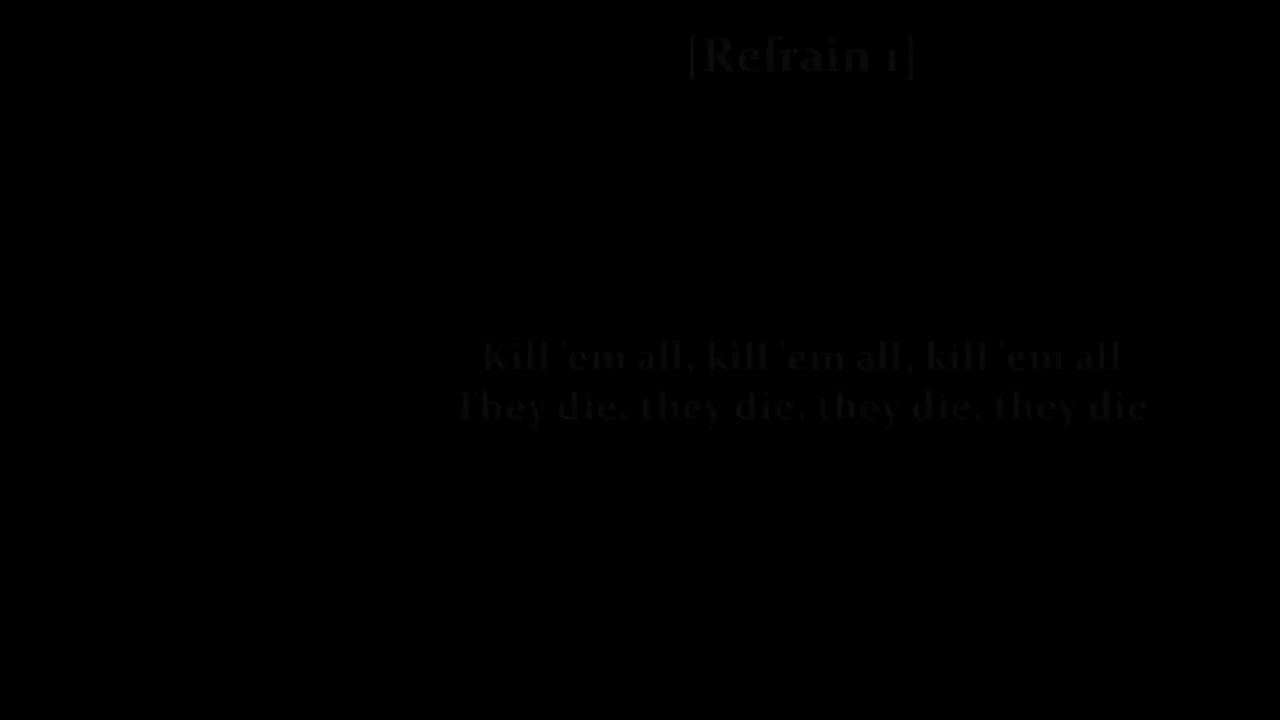 [Refrain 1]
Kill 'em all, kill 'em all, kill 'em all
They die, they die, they die, they die